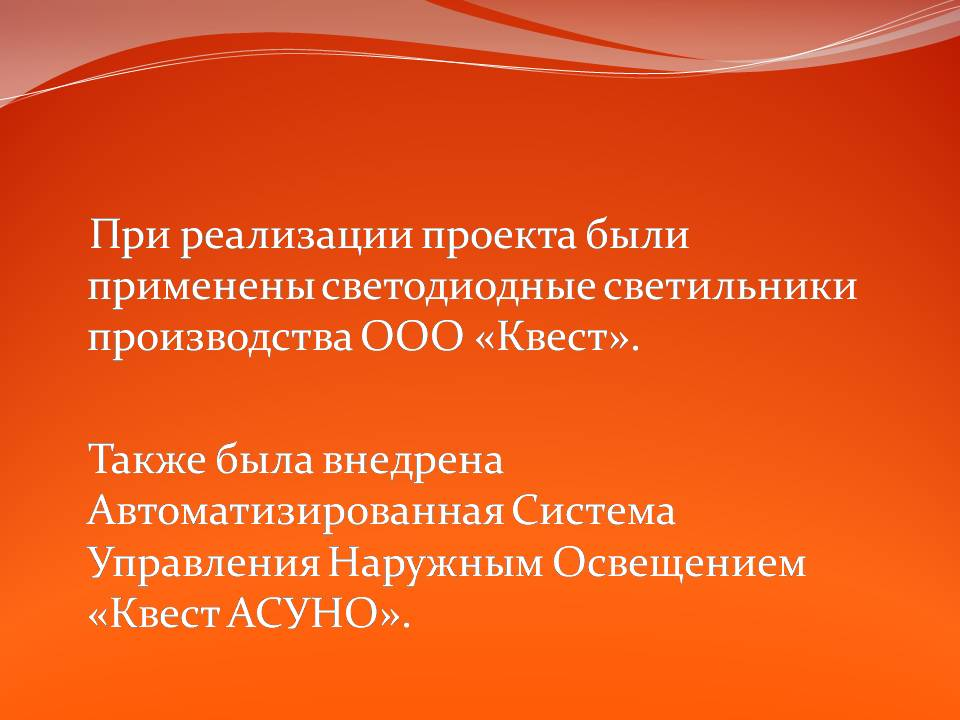 При реализации проекта были
применены светодиодные светильники
производства ООО «Квест».
Также была внедрена
Автоматизированная Система
Управления Наружным Освещением
«Квест АСУНО».